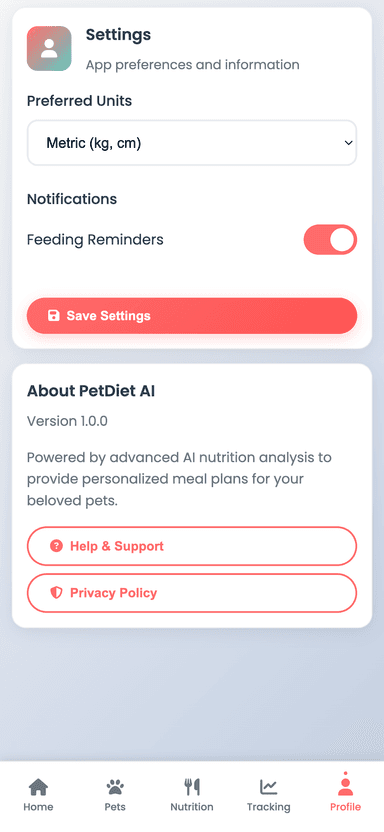 Settings
App preferences and information
Preferred Units
Metric (kg, cm)
Notifications
Feeding Reminders
Save Settings
About PetDiet AI
Version 1.0.0
Powered by advanced AI nutrition analysis to
provide personalized meal plans for your
beloved pets.
Help & Support
Privacy Policy
Home
Pets
Nutrition
Tracking
Profile